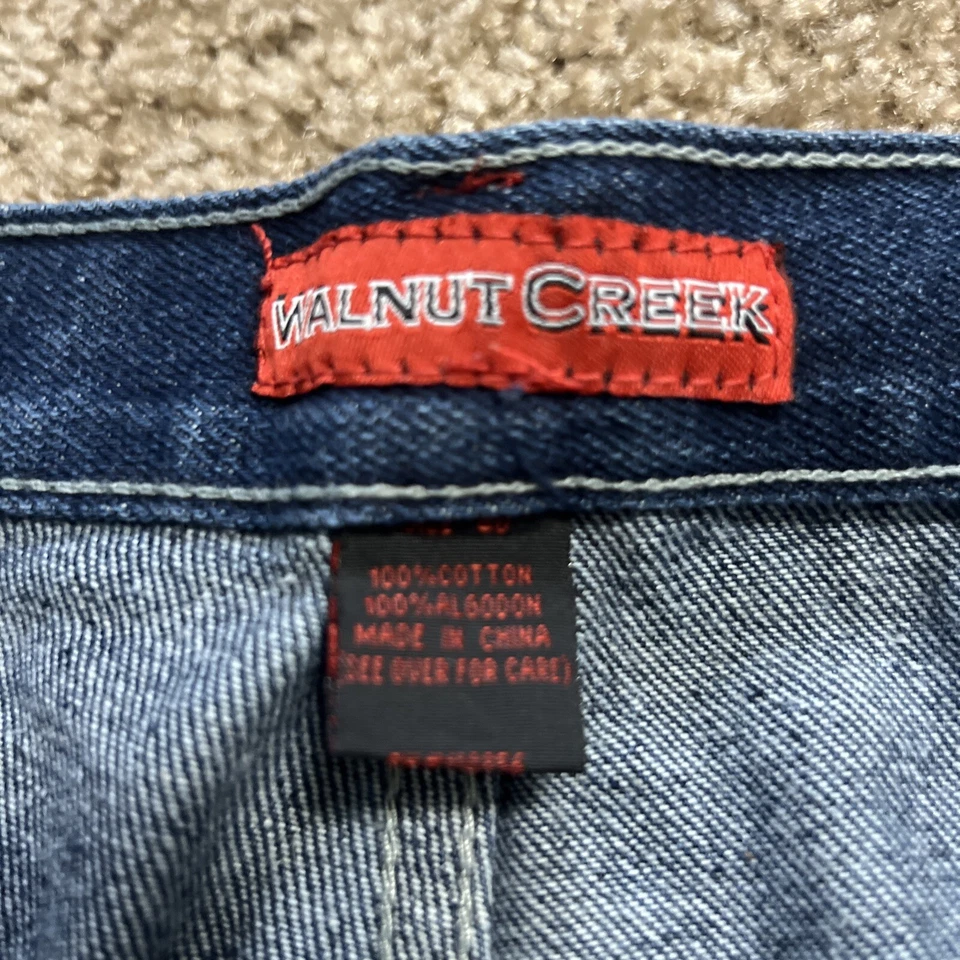 WALNUT CREEK
100%COTTON
100%ALGODON
MADE IN CHINA
(SEE OVER FOR CARE)